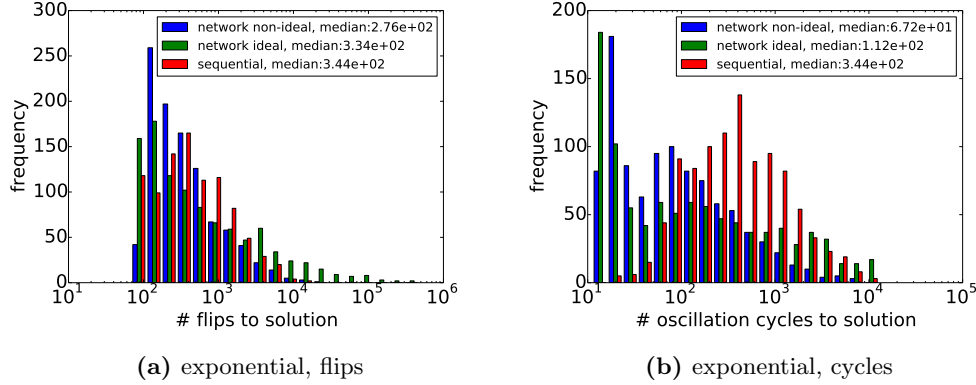 300
250
200
150
100
50
0
frequency
network non-ideal, median:2.76e+02
network ideal, median:3.34e+02
sequential, median:3.44e+02
10^1 10^2 10^3 10^4 10^5 10^6
# flips to solution
(a) exponential, flips
200
150
100
50
0
frequency
network non-ideal, median:6.72e+01
network ideal, median:1.12e+02
sequential, median:3.44e+02
10^1 10^2 10^3 10^4 10^5
# oscillation cycles to solution
(b) exponential, cycles